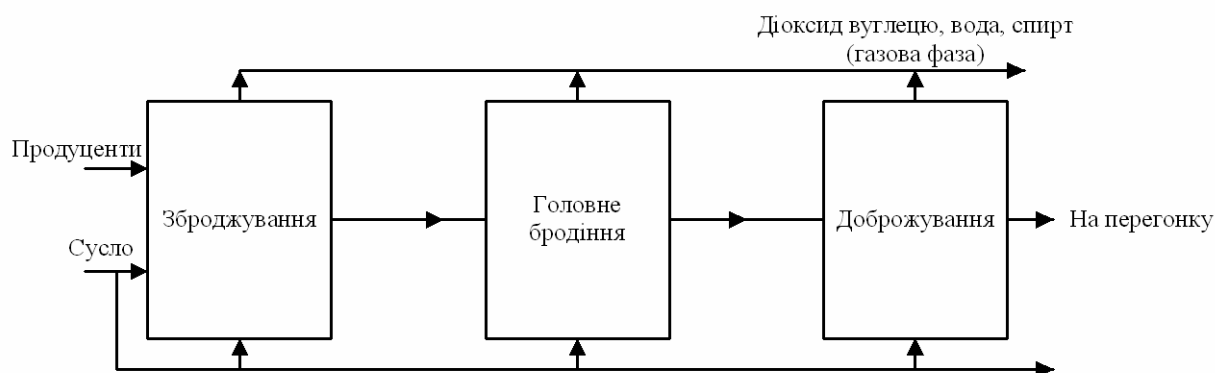 Діоксид вуглецю, вода, спирт
(газова фаза)
Продуценти
Зброджування
Головне
бродіння
Доброжування
На перегонку
Сусло